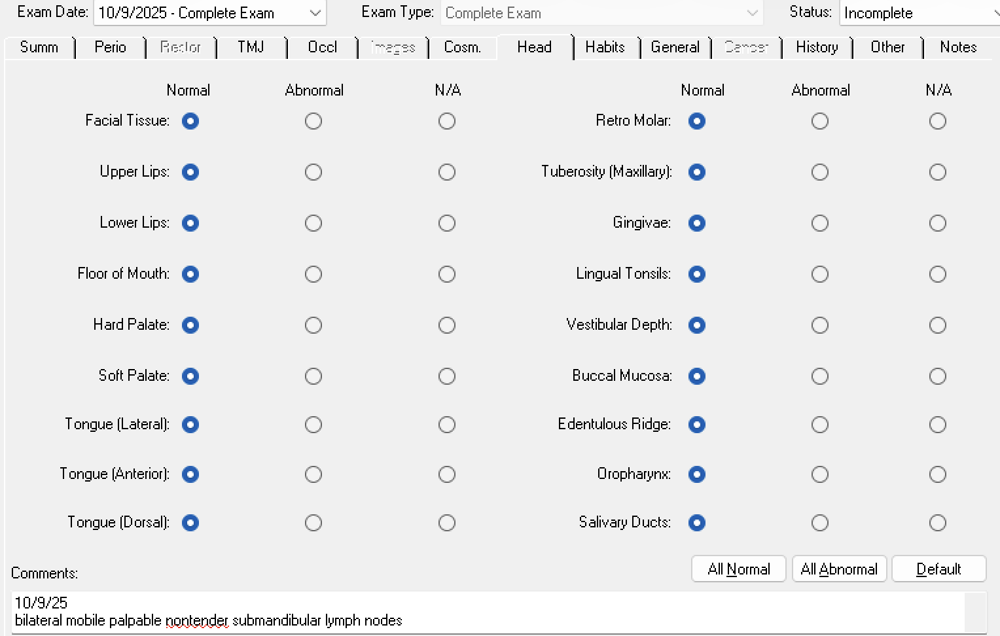 Exam Date: 10/9/2025 - Complete Exam Exam Type: Complete Exam Status: Incomplete
Summ Perio Restor TMJ Occl Images Cosm. Head Habits General Cancer History Other Notes
Normal Abnormal N/A Normal Abnormal N/A
Facial Tissue: Retro Molar:
Upper Lips: Tuberosity (Maxillary):
Lower Lips: Gingivae:
Floor of Mouth: Lingual Tonsils:
Hard Palate: Vestibular Depth:
Soft Palate: Buccal Mucosa:
Tongue (Lateral): Edentulous Ridge:
Tongue (Anterior): Oropharynx:
Tongue (Dorsal): Salivary Ducts:
Comments: All Normal All Abnormal Default
10/9/25
bilateral mobile palpable nontender submandibular lymph nodes